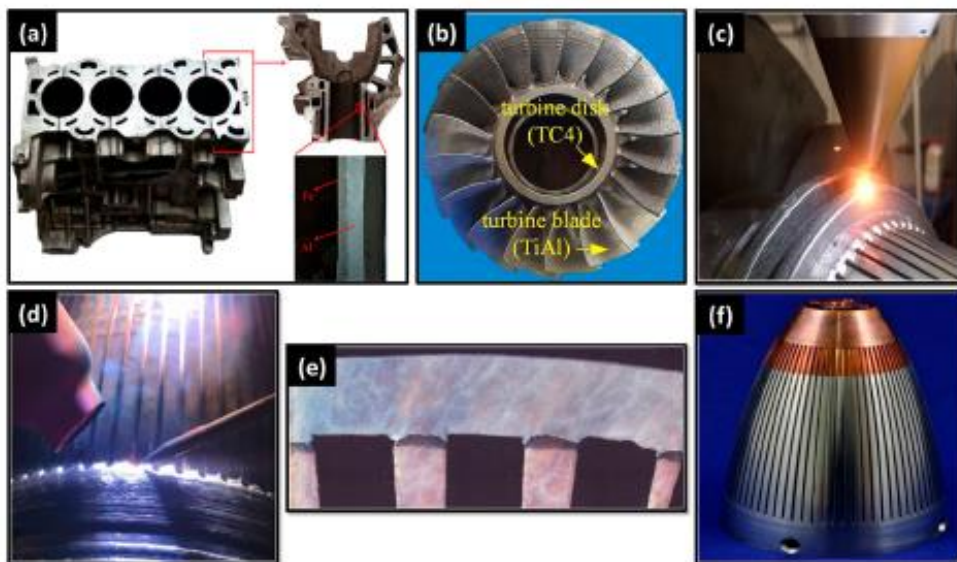 (a)
(b)
turbine disk
(TC4)
turbine blade
(TiAl)
(c)
(d)
(e)
(f)